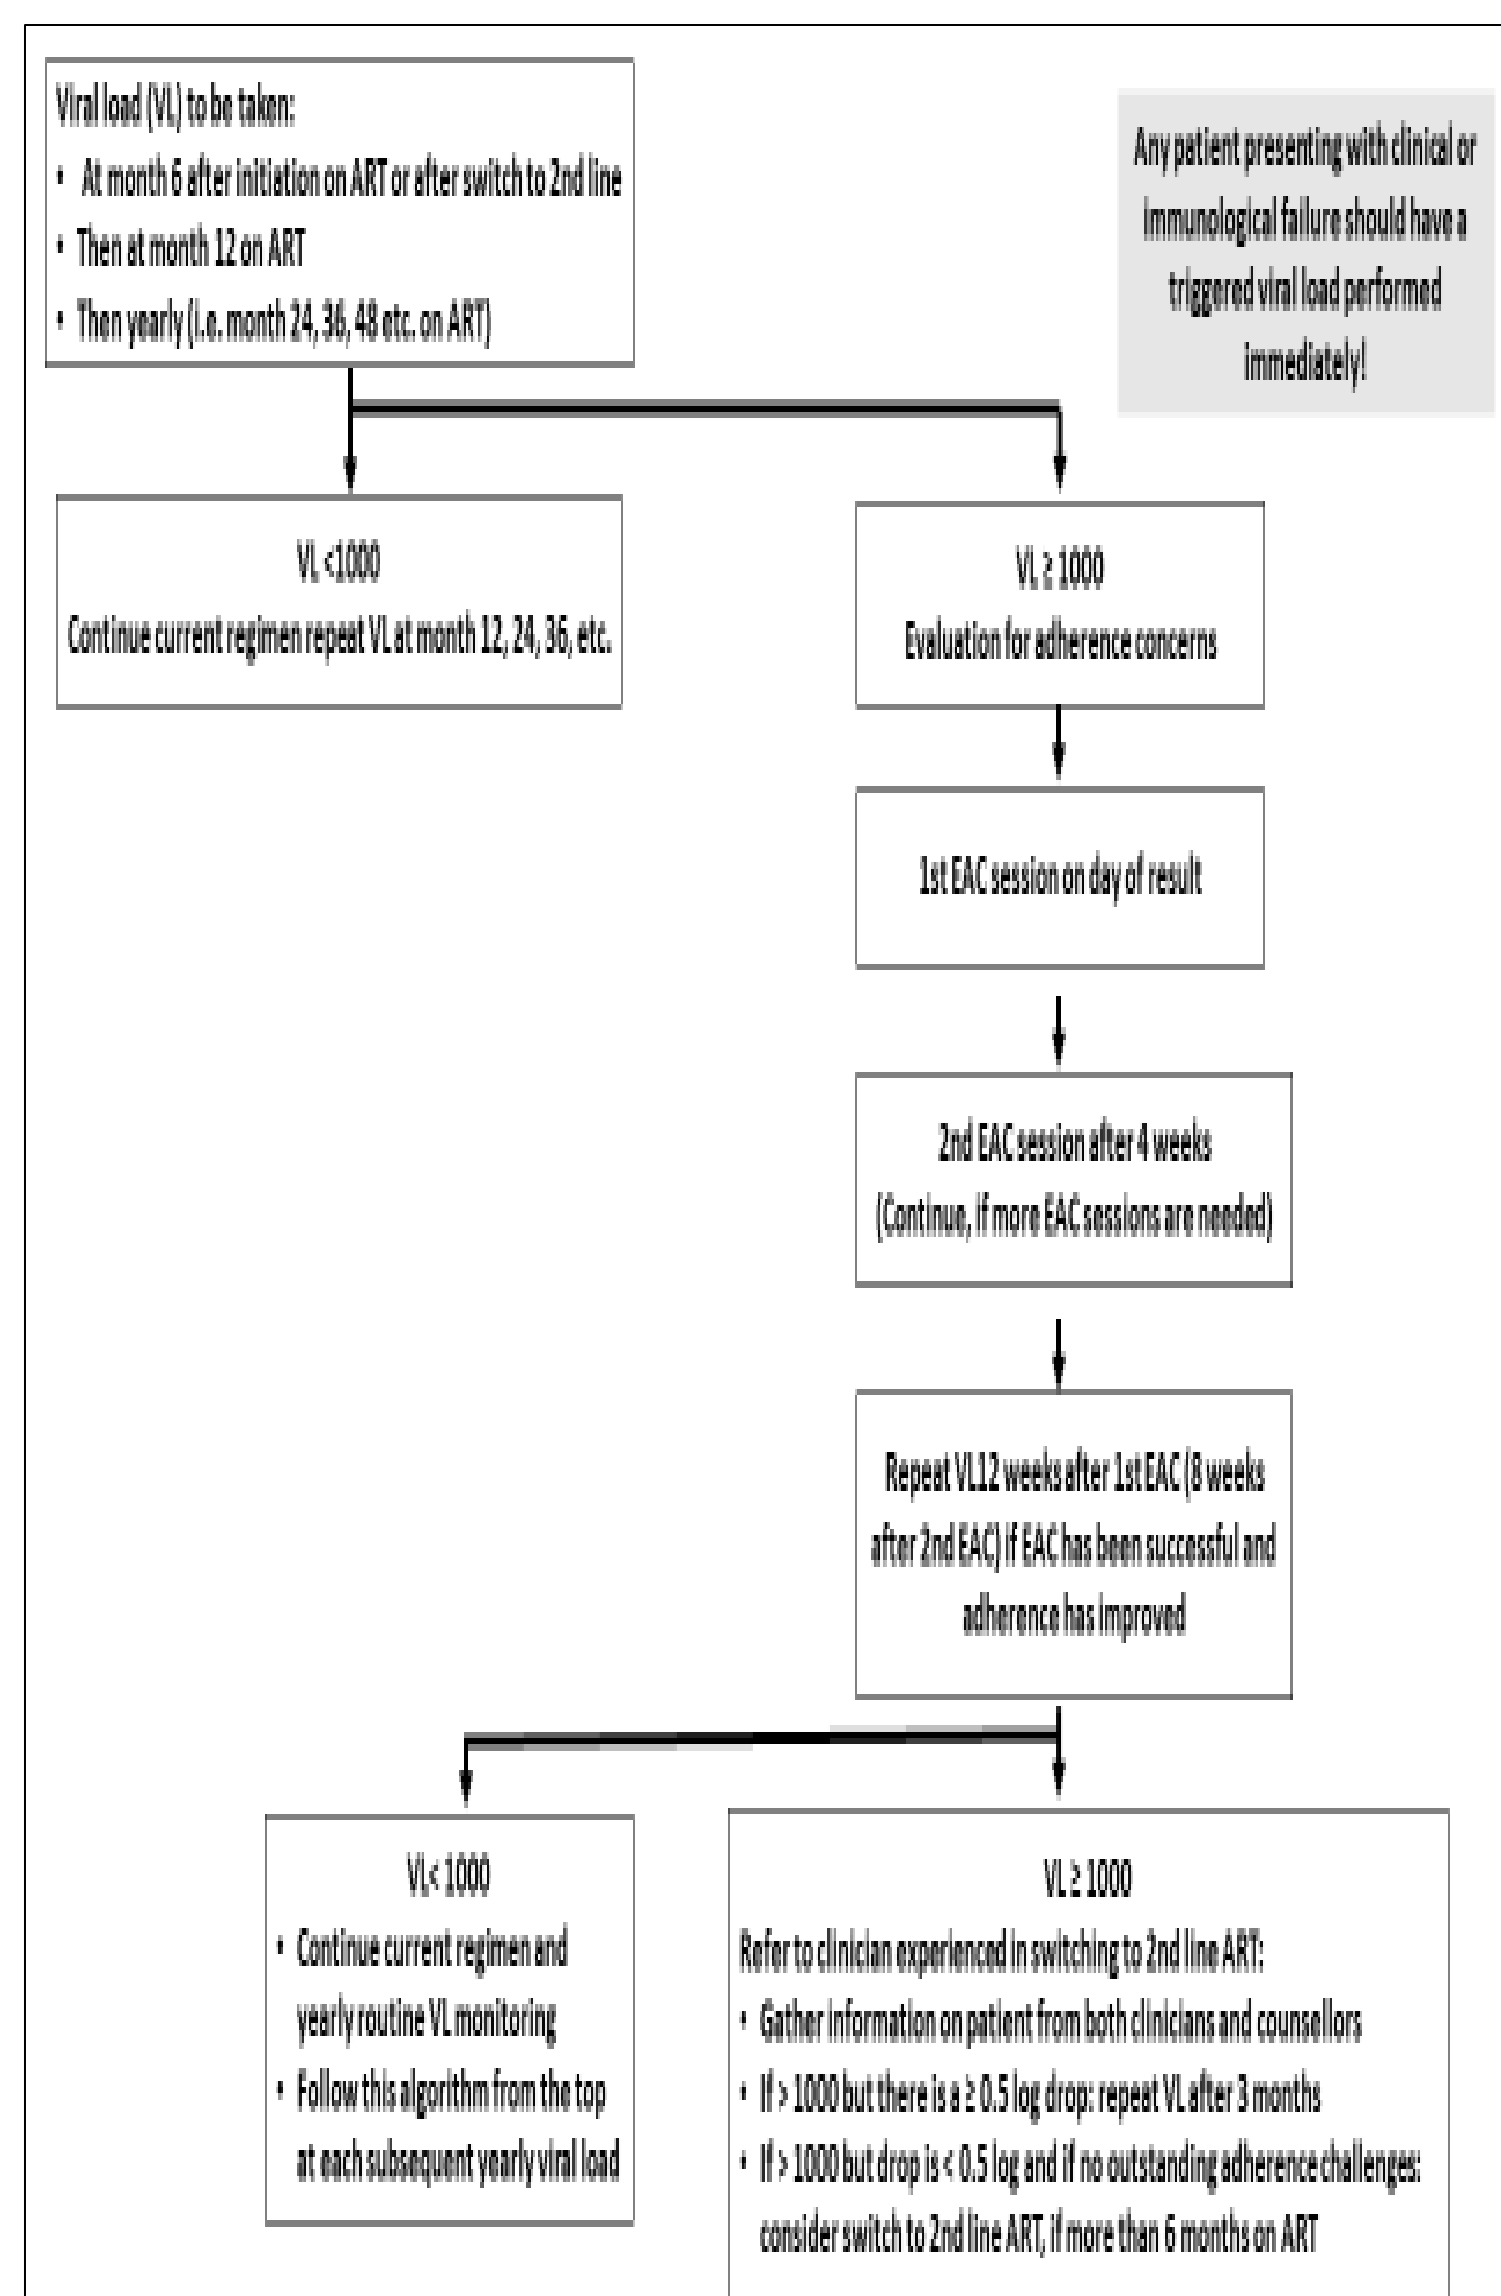 Viral load (VL) to be taken:
• At month 6 after initiation on ART or after switch to 2nd line
• Then at month 12 on ART
• Then yearly (i.e. month 24, 36, 48 etc. on ART)
Any patient presenting with clinical or
immunological failure should have a
triggered viral load performed
immediately!
VL <1000
Continue current regimen repeat VL at month 12, 24, 36, etc.
VL ≥ 1000
Evaluation for adherence concerns
1st EAC session on day of result
2nd EAC session after 4 weeks
(Continue, if more EAC sessions are needed)
Repeat VL12 weeks after 1st EAC (8 weeks
after 2nd EAC) if EAC has been successful and
adherence has improved
VL< 1000
• Continue current regimen and
yearly routine VL monitoring
• Follow this algorithm from the top
at each subsequent yearly viral load
VL ≥ 1000
Refer to clinician experienced in switching to 2nd line ART:
• Gather information on patient from both clinicians and counsellors
• If > 1000 but there is a ≥ 0.5 log drop: repeat VL after 3 months
• If > 1000 but drop is < 0.5 log and if no outstanding adherence challenges:
consider switch to 2nd line ART, if more than 6 months on ART